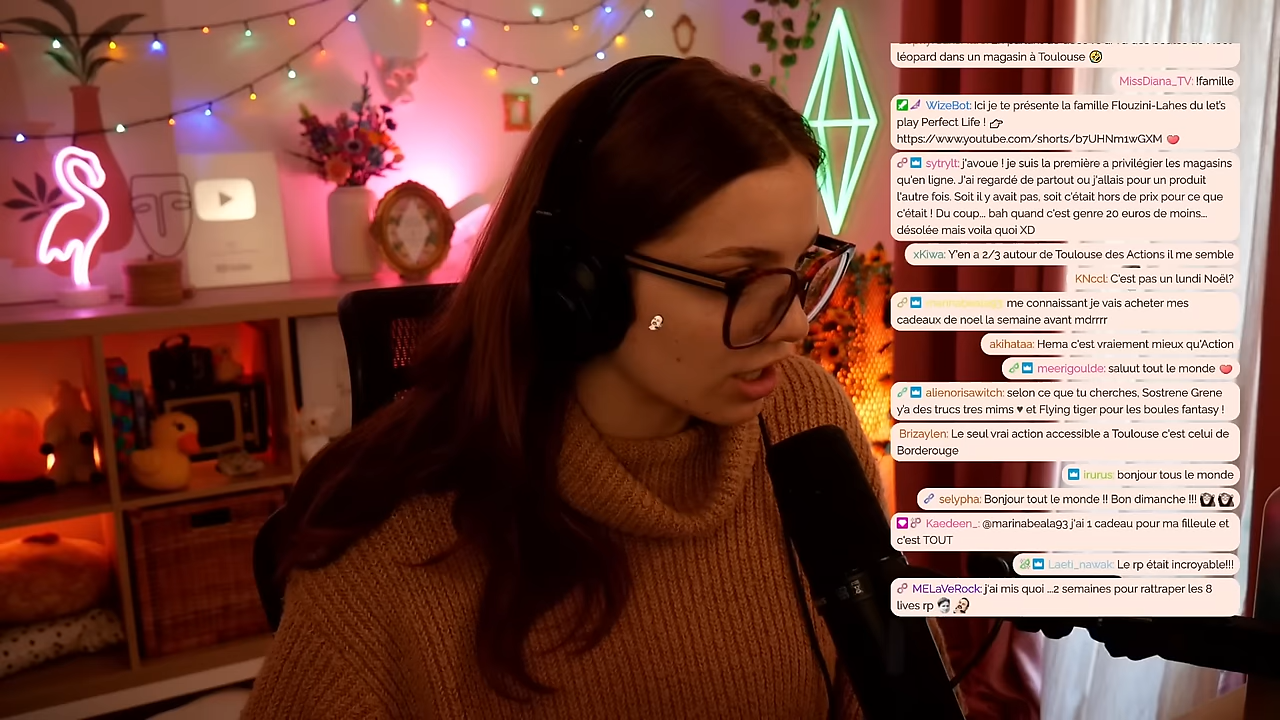 léopard dans un magasin à Toulouse
MissDiana_TV: !famille
WizeBot: Ici je te présente la famille Flouzini-Lahes du let's
play Perfect Life !
https://www.youtube.com/shorts/b7UHNm1wGXM
sytrylt: j'avoue ! je suis la première a privilégier les magasins
qu'en ligne. J'ai regardé de partout ou j'allais pour un produit
l'autre fois. Soit il y avait pas, soit c'était hors de prix pour ce que
c'était ! Du coup... bah quand c'est genre 20 euros de moins...
désolée mais voila quoi XD
xKiwa: Y'en a 2/3 autour de Toulouse des Actions il me semble
KNccl: C'est pas un lundi Noël?
me connaissant je vais acheter mes
cadeaux de noel la semaine avant mdrrrr
akihataa: Hema c'est vraiement mieux qu'Action
meerigoulde: saluut tout le monde
alienorisawitch: selon ce que tu cherches, Sostrene Grene
y'a des trucs tres mims ♥ et Flying tiger pour les boules fantasy !
Brizaylen: Le seul vrai action accessible a Toulouse c'est celui de
Borderouge
irurus: bonjour tous le monde
selypha: Bonjour tout le monde !! Bon dimanche !!!
Kaedeen_: @marinabeala93 j'ai 1 cadeau pour ma filleule et
c'est TOUT
Laeti_nawak: Le rp était incroyable!!!
MELaVeRock: j'ai mis quoi ...2 semaines pour rattraper les 8
lives rp